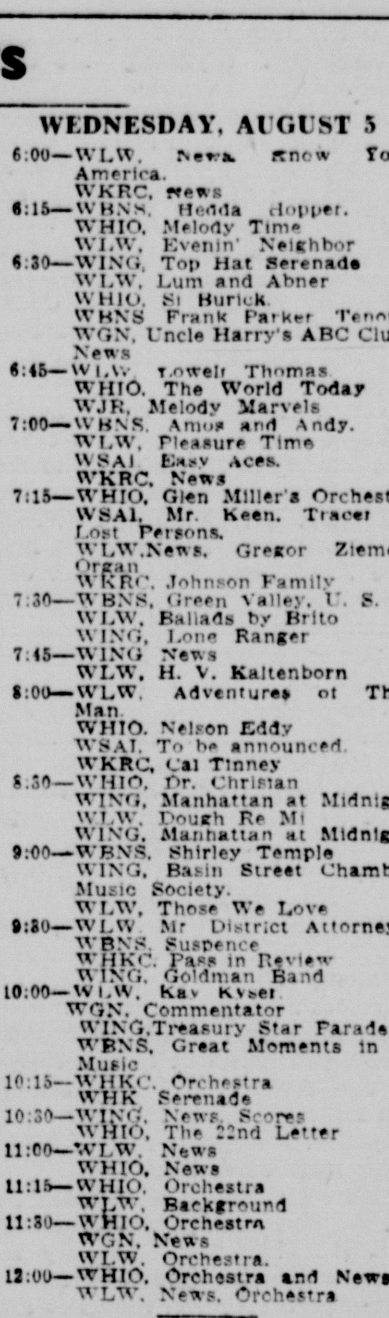 S
WEDNESDAY, AUGUST 5
6:00—WLW, News. Know Yo
America.
WKRC, News
6:15—WBNS, Hedda Hopper.
WHIO, Melody Time
WLW, Evenin' Neighbor
6:30—WING, Top Hat Serenade
WLW, Lum and Abner
WHIO, Si Burick
WBNS Frank Parker Teno
WGN, Uncle Harry's ABC Clu
News
6:45—WLW, Lowell Thomas
WHIO, The World Today
WJR, Melody Marvels
7:00—WBNS, Amos and Andy.
WLW, Pleasure Time
WSAI Easy Aces.
WKRC, News
7:15—WHIO, Glen Miller's Orchest
WSAI, Mr. Keen, Tracer
Lost Persons.
WLW,News, Gregor Zieme
Organ
WKRC, Johnson Family
7:30—WBNS, Green Valley, U. S.
WLW, Ballads by Brito
WING, Lone Ranger
7:45—WING News
WLW, H. V. Kaltenborn
8:00—WLW, Adventures of Th
Man.
WHIO, Nelson Eddy
WSAI, To be announced.
WKRC, Cal Tinney
8:30—WHIO, Dr. Chrisian
WING, Manhattan at Midnig
WLW, Dough Re Mi
WING, Manhattan at Midnig
9:00—WBNS, Shirley Temple
WING, Basin Street Chamb
Music Society.
WLW, Those We Love
9:30—WLW Mr District Attorney
WBNS, Suspence
WHKC, Pass in Review
WING, Goldman Band
10:00—WLW, Kay Kyser
WGN, Commentator
WING,Treasury Star Parade
WBNS, Great Moments in
Music
10:15—WHKC, Orchestra
WHK Serenade
10:30—WING, News, Scores
WHIO, The 22nd Letter
11:00—WLW, News
WHIO, News
11:15—WHIO, Orchestra
WLW, Background
11:30—WHIO, Orchestra
WGN, News
WLW, Orchestra.
12:00—WHIO, Orchestra and News
WLW, News, Orchestra